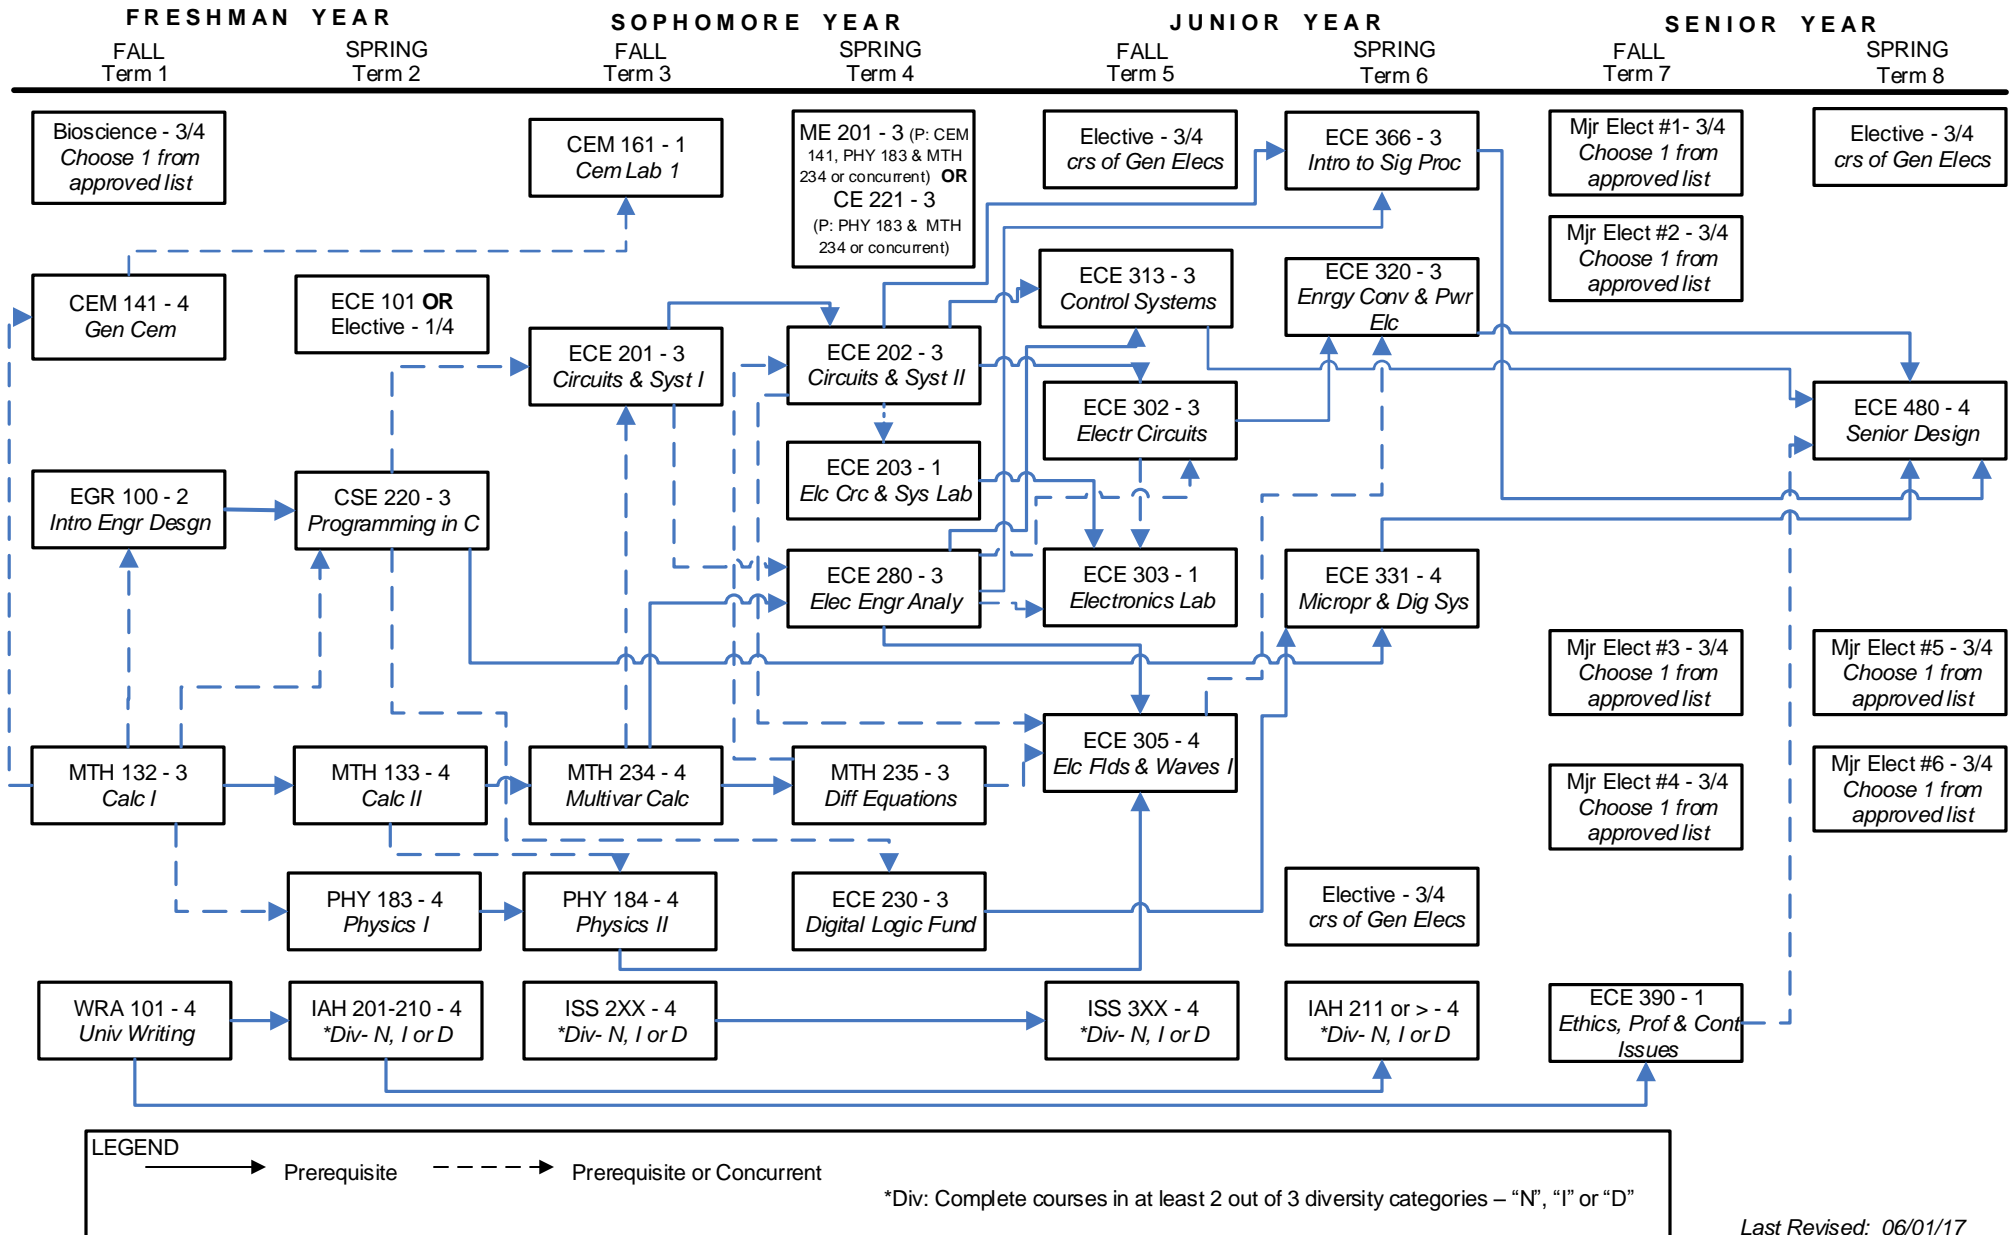 FRESHMAN YEAR
SOPHOMORE YEAR
JUNIOR YEAR
SENIOR YEAR
FALL
Term 1
SPRING
Term 2
FALL
Term 3
SPRING
Term 4
FALL
Term 5
SPRING
Term 6
FALL
Term 7
SPRING
Term 8
Bioscience - 3/4
Choose 1 from
approved list
CEM 161 - 1
Cem Lab 1
ME 201 - 3 (P: CEM
141, PHY 183 & MTH
234 or concurrent) OR
CE 221 - 3
(P: PHY 183 & MTH
234 or concurrent)
Elective - 3/4
crs of Gen Elecs
ECE 366 - 3
Intro to Sig Proc
Mjr Elect #1- 3/4
Choose 1 from
approved list
Elective - 3/4
crs of Gen Elecs
Mjr Elect #2 - 3/4
Choose 1 from
approved list
CEM 141 - 4
Gen Cem
ECE 101 OR
Elective - 1/4
ECE 201 - 3
Circuits & Syst I
ECE 202 - 3
Circuits & Syst II
ECE 313 - 3
Control Systems
ECE 320 - 3
Enrgy Conv & Pwr
Elc
ECE 302 - 3
Electr Circuits
ECE 480 - 4
Senior Design
EGR 100 - 2
Intro Engr Desgn
CSE 220 - 3
Programming in C
ECE 203 - 1
Elc Crc & Sys Lab
ECE 280 - 3
Elec Engr Analy
ECE 303 - 1
Electronics Lab
ECE 331 - 4
Micropr & Dig Sys
Mjr Elect #3 - 3/4
Choose 1 from
approved list
Mjr Elect #5 - 3/4
Choose 1 from
approved list
MTH 132 - 3
Calc I
MTH 133 - 4
Calc II
MTH 234 - 4
Multivar Calc
MTH 235 - 3
Diff Equations
ECE 305 - 4
Elc Flds & Waves I
Mjr Elect #4 - 3/4
Choose 1 from
approved list
Mjr Elect #6 - 3/4
Choose 1 from
approved list
PHY 183 - 4
Physics I
PHY 184 - 4
Physics II
ECE 230 - 3
Digital Logic Fund
Elective - 3/4
crs of Gen Elecs
WRA 101 - 4
Univ Writing
IAH 201-210 - 4
*Div- N, I or D
ISS 2XX - 4
*Div- N, I or D
ISS 3XX - 4
*Div- N, I or D
IAH 211 or > - 4
*Div- N, I or D
ECE 390 - 1
Ethics, Prof & Cont
Issues
LEGEND
Prerequisite
Prerequisite or Concurrent
*Div: Complete courses in at least 2 out of 3 diversity categories – “N”, “I” or “D”
Last Revised: 06/01/17